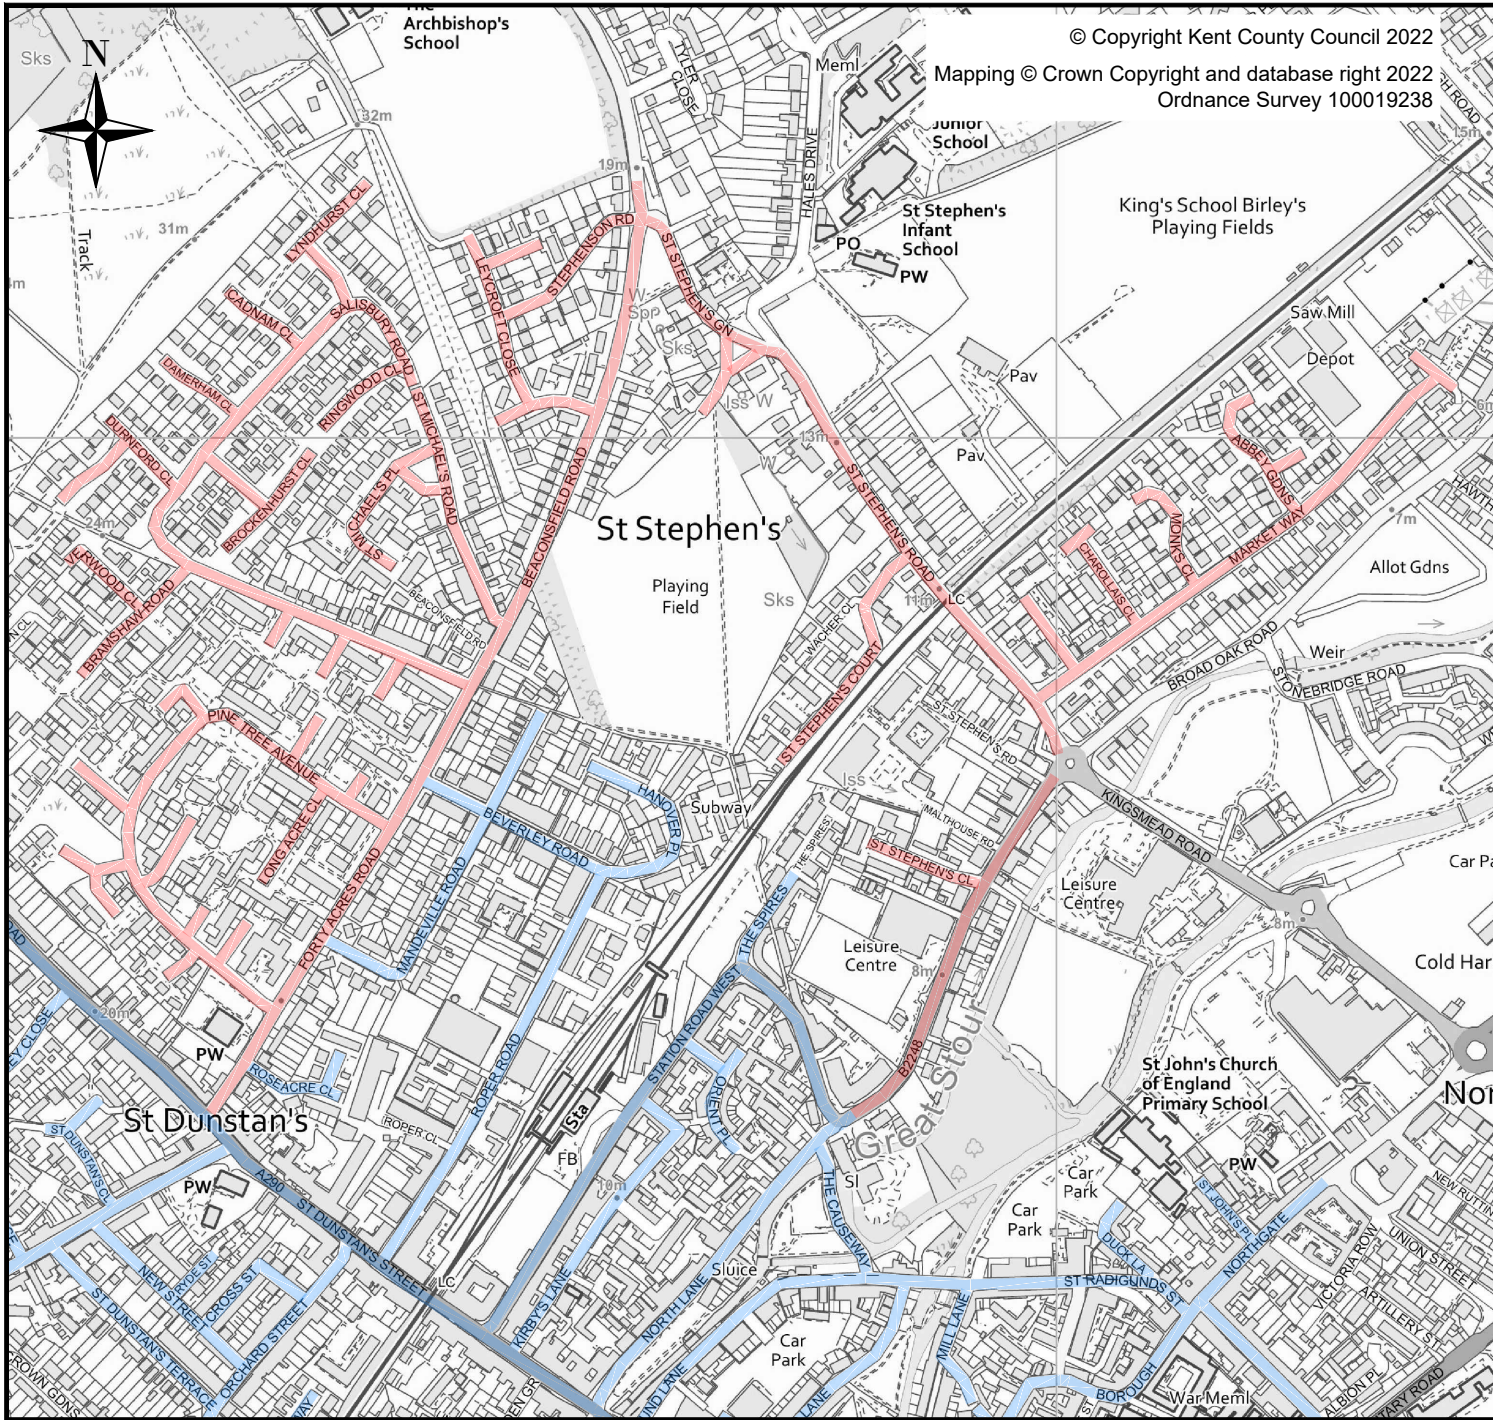 The
Archbishop's
School
© Copyright Kent County Council 2022
Mapping © Crown Copyright and database right 2022
Ordnance Survey 100019238
N
Sks
TYLER
CLOSE
Meml
32m
HALES DRIVE
Junior
School
15m
19m
LYNDHURST CL
31m
Track
STEPHENSON RD
ST STEPHEN'S GN
St Stephen's
Infant
School
PO
PW
King's School Birley's
Playing Fields
LEYCROFT CLOSE
CADNAM CL
SALISBURY ROAD
W
Spr
Sks
Saw Mill
Depot
DAMERHAM CL
RINGWOOD CL
Pav
ST MICHAEL'S ROAD
Iss W
6m
DURNFORD CL
13m
ABBEY GDNS
Pav
W
BROCKENHURST CL
ST MICHAEL'S PL
BEACONSFIELD ROAD
ST STEPHEN'S ROAD
24m
St Stephen's
MONKS CL
MARKET WAY
7m
CHAROLLAIS CL
Allot Gdns
BRAMSHAW ROAD
BEACONSFIELD RD
Playing
Field
Sks
11m
LC
WACHER CL
ST STEPHEN'S COURT
BROAD OAK ROAD
Weir
STONEBRIDGE ROAD
PINE TREE AVENUE
ST STEPHEN'S RD
LONG ACRE CL
BEVERLEY ROAD
HANOVER PL
Subway
Iss
THE SPIRES
MALTHOUSE RD
ST STEPHEN'S CL
KINGSMEAD ROAD
Leisure
Centre
FORTY ACRES ROAD
MANDEVILLE ROAD
THE SPIRES
Leisure
Centre
8m
8m
20m
PW
ROSEACRE CL
ROPER ROAD
ROPER CL
STATION ROAD WEST
ORIENT PL
B2248
Great Stour
St John's Church
of England
Primary School
St Dunstan's
ST DUNSTAN'S CL
Sta
FB
PW
PW
A290
ST DUNSTAN'S STREET
10m
THE CAUSEWAY
Sl
Car
Park
Car
Park
ST JOHN'S PL
NORTHGATE
DUCK LA
UNION STREET
VICTORIA ROW
ARTILLERY ST
HYDE ST
NEW STREET
CROSS ST
ST DUNSTAN'S TERRACE
ORCHARD STREET
LC
KIRBY'S LANE
NORTH LANE
Sluice
Car
Park
MILL LANE
ST RADIGUNDS ST
BOROUGH
War Meml
ALBION PL